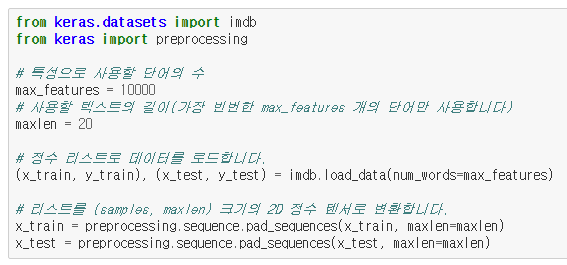 from keras.datasets import imdb
from keras import preprocessing
# 특성으로 사용할 단어의 수
max_features = 10000
# 사용할 텍스트의 길이(가장 빈번한 max_features 개의 단어만 사용합니다)
maxlen = 20
# 정수 리스트로 데이터를 로드합니다.
(x_train, y_train), (x_test, y_test) = imdb.load_data(num_words=max_features)
# 리스트를 (samples, maxlen) 크기의 2D 정수 텐서로 변환합니다.
x_train = preprocessing.sequence.pad_sequences(x_train, maxlen=maxlen)
x_test = preprocessing.sequence.pad_sequences(x_test, maxlen=maxlen)